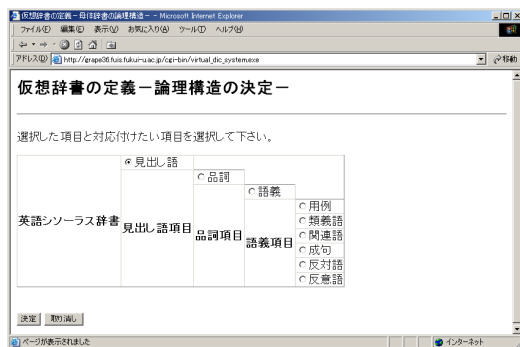 仮想辞書の定義－母体辞書の論理構造－ - Microsoft Internet Explorer
ファイル(F) 編集(E) 表示(V) お気に入り(A) ツール(T) ヘルプ(H)
アドレス(D) http://grape36.fuis.fukui-u.ac.jp/cgi-bin/virtual_dic_system.exe 移動
仮想辞書の定義－論理構造の決定－
選択した項目と対応付けたい項目を選択して下さい。
英語シソーラス辞書
見出し語
見出し語項目
品詞
品詞項目
語義
語義項目
用例
類義語
関連語
成句
反対語
反意語
決定 取り消し
ページが表示されました インターネット